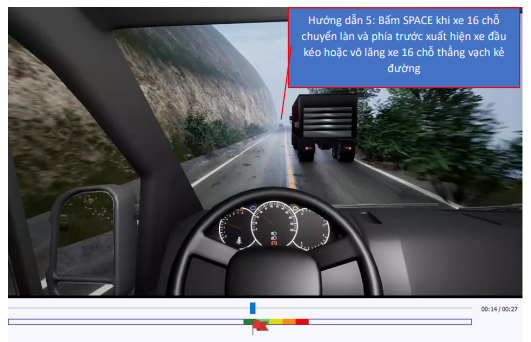 Hướng dẫn 5: Bấm SPACE khi xe 16 chỗ
chuyển làn và phía trước xuất hiện xe đầu
kéo hoặc vô lăng xe 16 chỗ thẳng vạch kẻ
đường
00:14 / 00:27